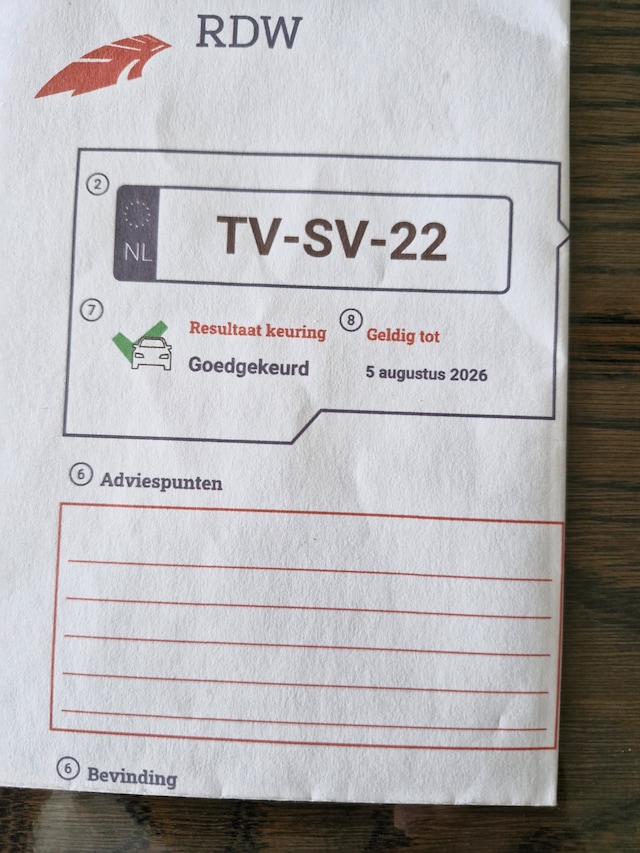 RDW
2
NL
TV-SV-22
7
Resultaat keuring
Goedgekeurd
8
Geldig tot
5 augustus 2026
6 Adviespunten
6 Bevinding